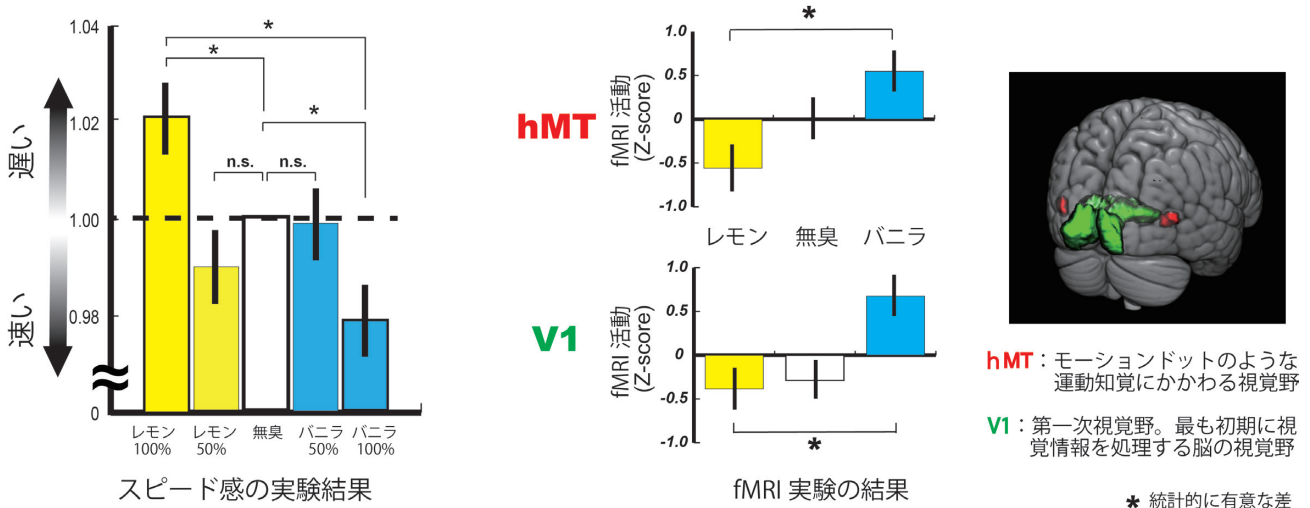 1.04
1.02
1.00
0.98
0
遅い
速い
*
*
*
n.s.
n.s.
レモン
100%
レモン
50%
無臭
バニラ
50%
バニラ
100%
スピード感の実験結果
hMT
fMRI 活動
(Z-score)
1.0
0.5
0
-0.5
-1.0
*
レモン 無臭 バニラ
V1
fMRI 活動
(Z-score)
1.0
0.5
0
-0.5
-1.0
*
fMRI 実験の結果
hMT：モーションドットのような
運動知覚にかかわる視覚野
V1：第一次視覚野。最も初期に視
覚情報を処理する脳の視覚野
* 統計的に有意な差